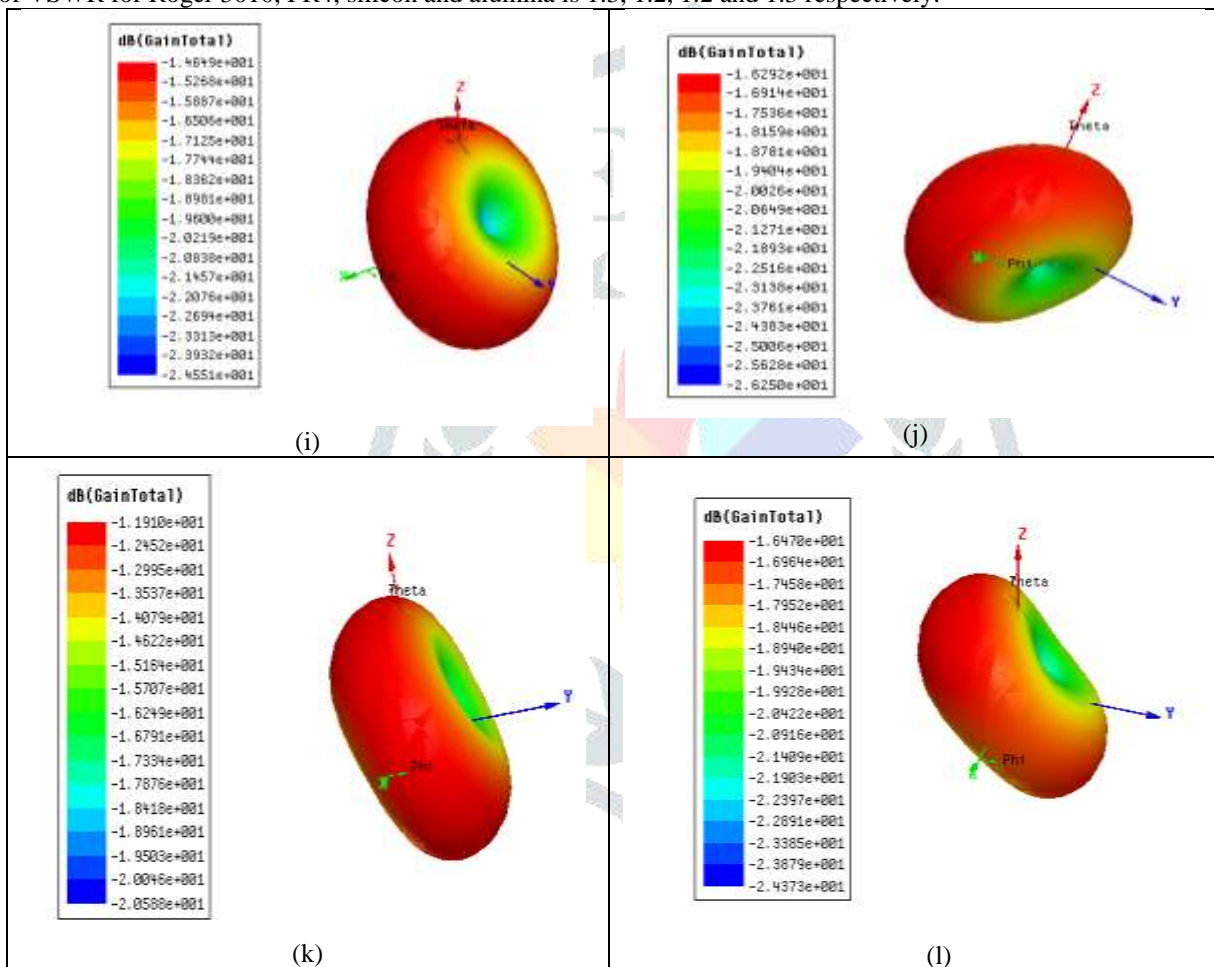 of VSWR for Roger 3010, FR4, silicon and alumina is 1.3, 1.2, 1.2 and 1.3 respectively.
dB(GainTotal)
-1.4649e+001
-1.5268e+001
-1.5887e+001
-1.6506e+001
-1.7125e+001
-1.7744e+001
-1.8362e+001
-1.8981e+001
-1.9600e+001
-2.0219e+001
-2.0838e+001
-2.1457e+001
-2.2076e+001
-2.2694e+001
-2.3313e+001
-2.3932e+001
-2.4551e+001
Z
Theta
(i)
dB(GainTotal)
-1.6292e+001
-1.6914e+001
-1.7536e+001
-1.8159e+001
-1.8781e+001
-1.9404e+001
-2.0026e+001
-2.0649e+001
-2.1271e+001
-2.1893e+001
-2.2516e+001
-2.3138e+001
-2.3761e+001
-2.4383e+001
-2.5006e+001
-2.5628e+001
-2.6250e+001
Z
Theta
X
Phi
Y
(j)
dB(GainTotal)
-1.1910e+001
-1.2452e+001
-1.2995e+001
-1.3537e+001
-1.4079e+001
-1.4622e+001
-1.5164e+001
-1.5707e+001
-1.6249e+001
-1.6791e+001
-1.7334e+001
-1.7876e+001
-1.8418e+001
-1.8961e+001
-1.9503e+001
-2.0046e+001
-2.0588e+001
Z
Theta
Y
X
Phi
(k)
dB(GainTotal)
-1.6470e+001
-1.6964e+001
-1.7458e+001
-1.7952e+001
-1.8446e+001
-1.8940e+001
-1.9434e+001
-1.9928e+001
-2.0422e+001
-2.0916e+001
-2.1409e+001
-2.1903e+001
-2.2397e+001
-2.2891e+001
-2.3385e+001
-2.3879e+001
-2.4373e+001
Z
Theta
Y
X
Phi
(l)